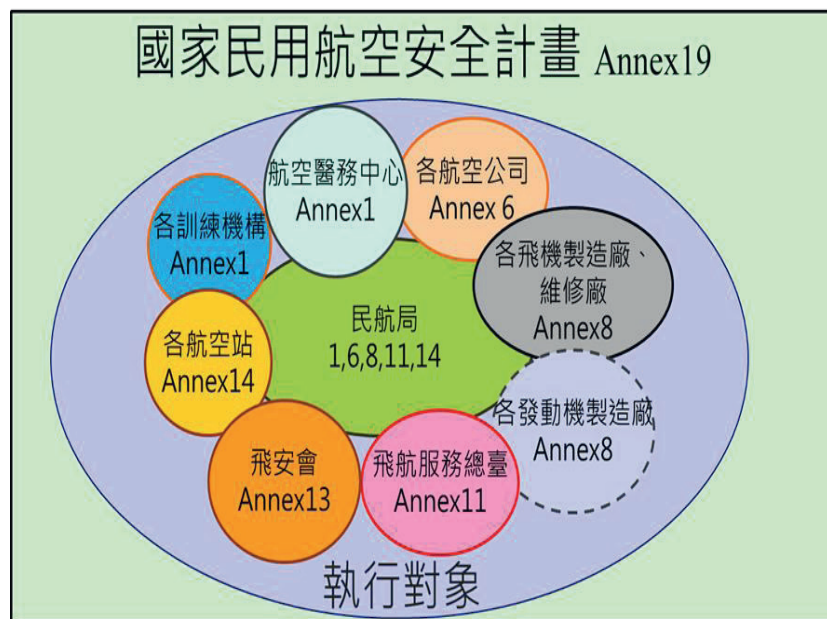 國家民用航空安全計畫 Annex19
航空醫務中心
Annex1
各航空公司
Annex 6
各訓練機構
Annex1
各飛機製造廠、
維修廠
Annex8
民航局
1,6,8,11,14
各航空站
Annex14
各發動機製造廠
Annex8
飛安會
Annex13
飛航服務總臺
Annex11
執行對象